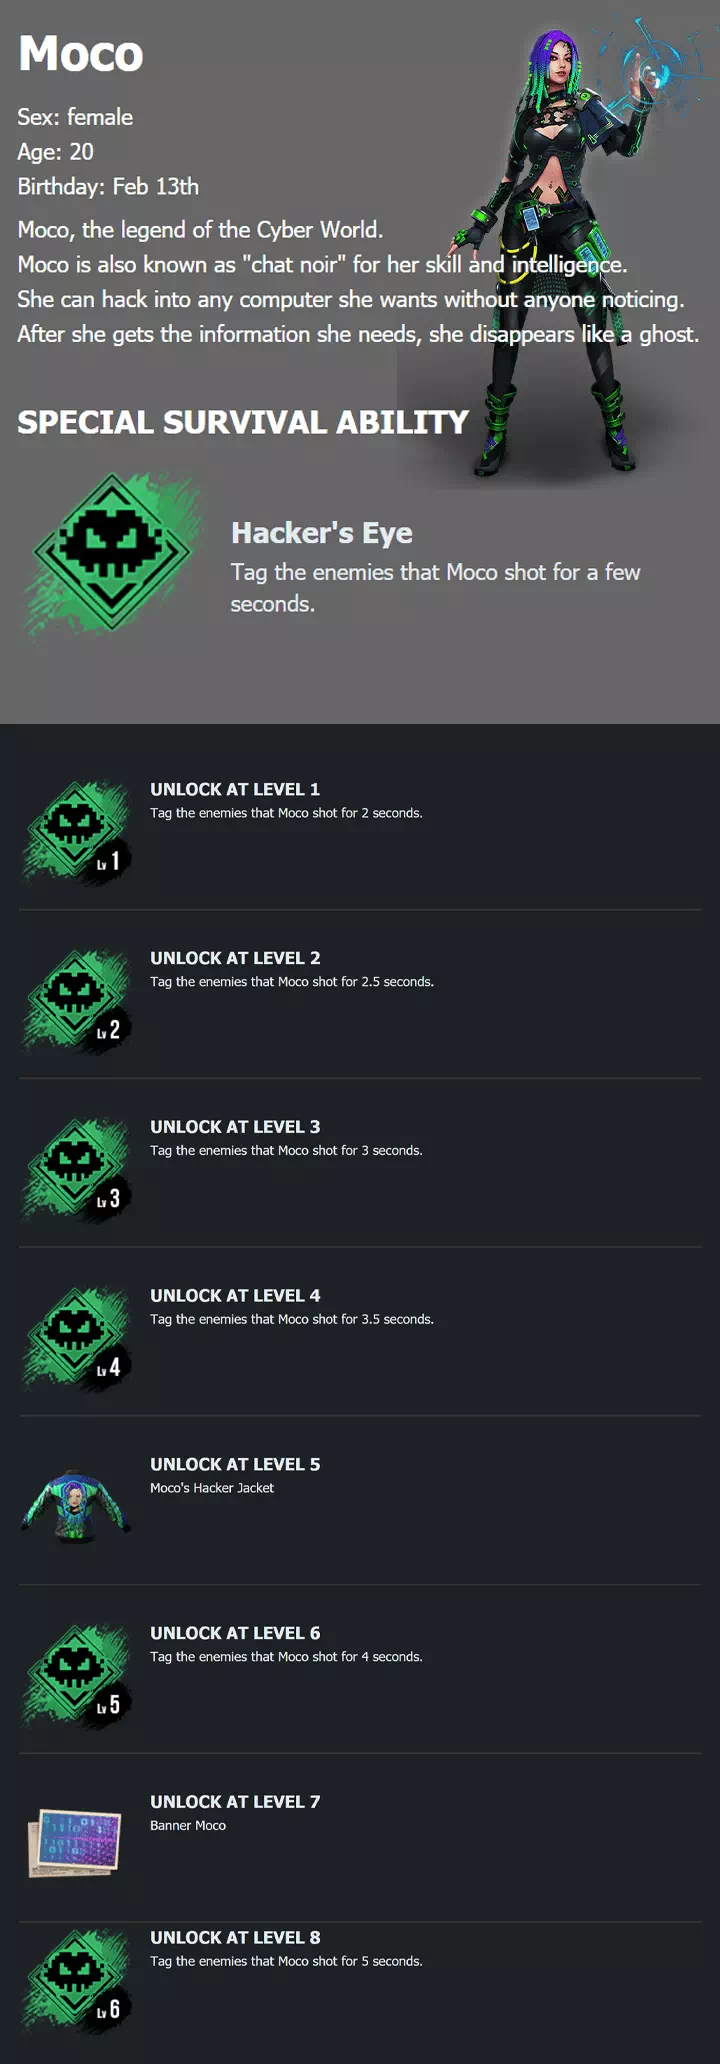 Moco
Sex: female
Age: 20
Birthday: Feb 13th
Moco, the legend of the Cyber World.
Moco is also known as "chat noir" for her skill and intelligence.
She can hack into any computer she wants without anyone noticing.
After she gets the information she needs, she disappears like a ghost.
SPECIAL SURVIVAL ABILITY
Hacker's Eye
Tag the enemies that Moco shot for a few
seconds.
UNLOCK AT LEVEL 1
Tag the enemies that Moco shot for 2 seconds.
Lv 1
UNLOCK AT LEVEL 2
Tag the enemies that Moco shot for 2.5 seconds.
Lv 2
UNLOCK AT LEVEL 3
Tag the enemies that Moco shot for 3 seconds.
Lv 3
UNLOCK AT LEVEL 4
Tag the enemies that Moco shot for 3.5 seconds.
Lv 4
UNLOCK AT LEVEL 5
Moco's Hacker Jacket
UNLOCK AT LEVEL 6
Tag the enemies that Moco shot for 4 seconds.
Lv 5
UNLOCK AT LEVEL 7
Banner Moco
UNLOCK AT LEVEL 8
Tag the enemies that Moco shot for 5 seconds.
Lv 6